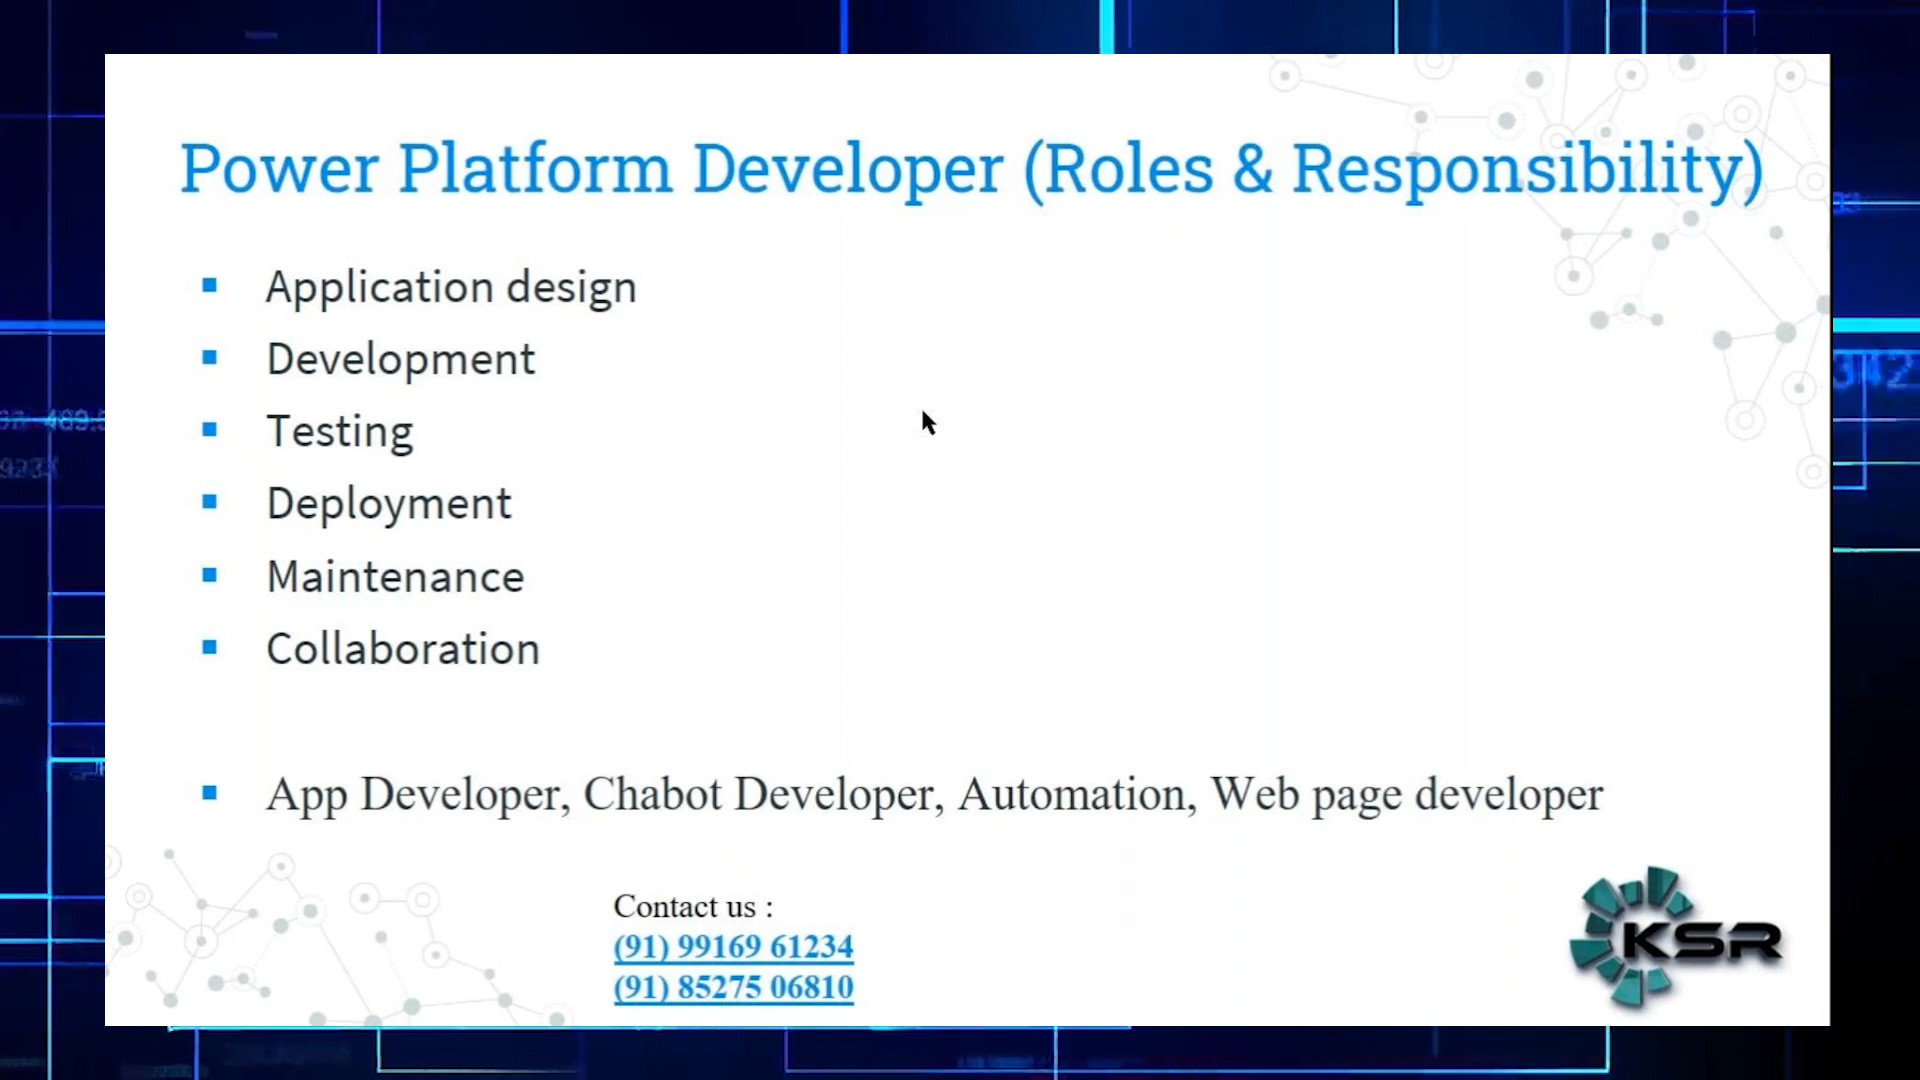 Power Platform Developer (Roles & Responsibility)
Application design
Development
Testing
Deployment
Maintenance
Collaboration
App Developer, Chabot Developer, Automation, Web page developer
Contact us :
(91) 99169 61234
(91) 85275 06810
KSR